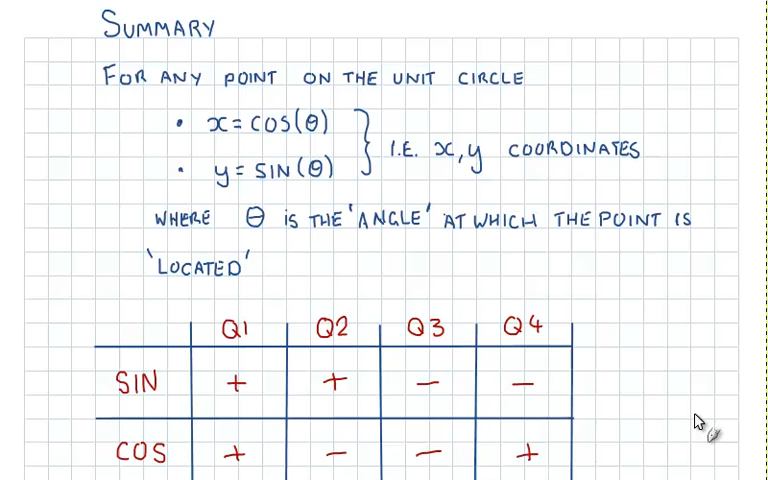 SUMMARY
FOR ANY POINT ON THE UNIT CIRCLE
• x = COS(θ)
• y = SIN(θ)
I.E. x, y COORDINATES
WHERE θ IS THE 'ANGLE' AT WHICH THE POINT IS
'LOCATED'
Q1 Q2 Q3 Q4
SIN + + − −
COS + − − +